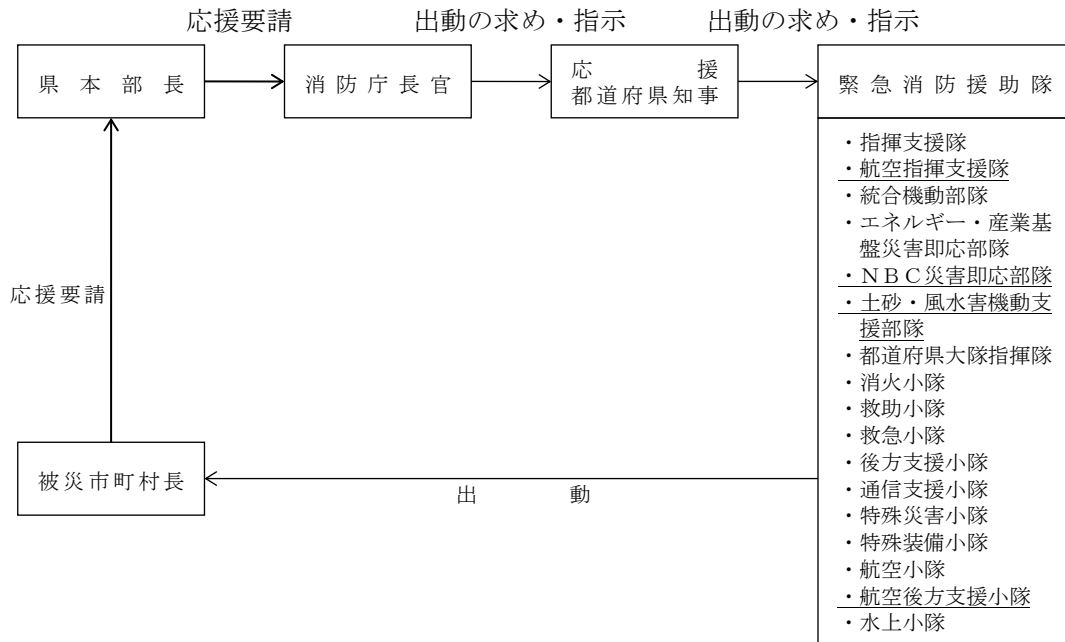 応援要請
出動の求め・指示
出動の求め・指示
県本部長
消防庁長官
応援
都道府県知事
緊急消防援助隊
・指揮支援隊
・航空指揮支援隊
・統合機動部隊
・エネルギー・産業基
盤災害即応部隊
・NBC災害即応部隊
・土砂・風水害機動支
援部隊
・都道府県大隊指揮隊
・消火小隊
・救助小隊
・救急小隊
・後方支援小隊
・通信支援小隊
・特殊災害小隊
・特殊装備小隊
・航空小隊
・航空後方支援小隊
・水上小隊
応援要請
被災市町村長
出動